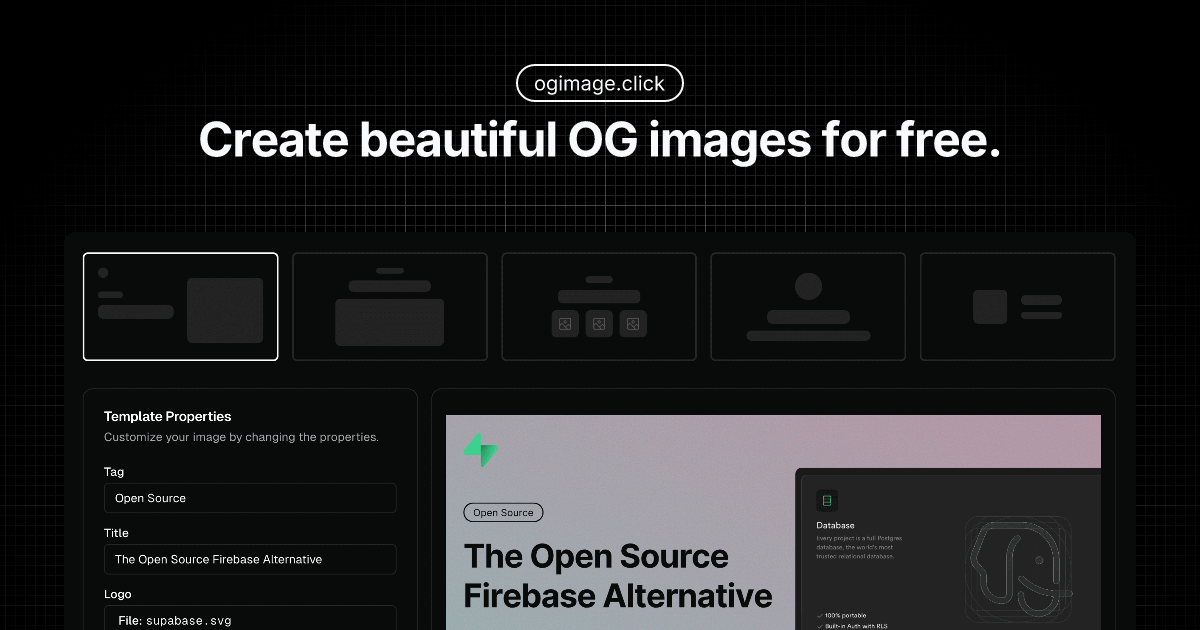 ogimage.click
Create beautiful OG images for free.
Template Properties
Customize your image by changing the properties.
Tag
Open Source
Title
The Open Source Firebase Alternative
Logo
File: supabase.svg
Open Source
The Open Source
Firebase Alternative
Database
Every project is a full Postgres
database, the world's most
trusted relational database.
100% portable
Built-in Auth with RLS